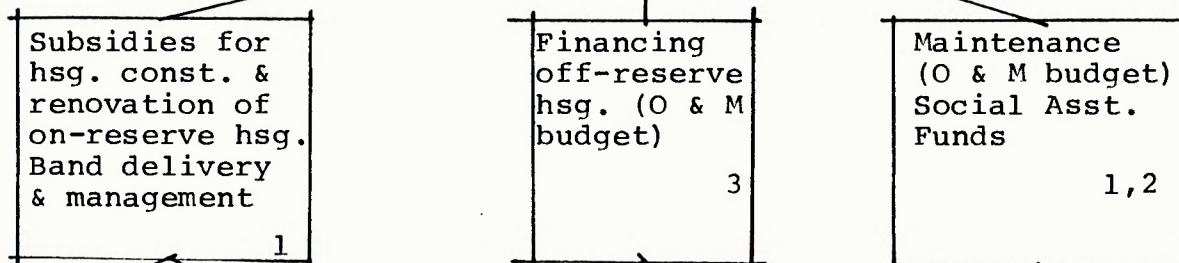 Subsidies for
hsg. const. &
renovation of
on-reserve hsg.
Band delivery
& management
1
Financing
off-reserve
hsg. (O & M
budget)
3
Maintenance
(O & M budget)
Social Asst.
Funds
1,2